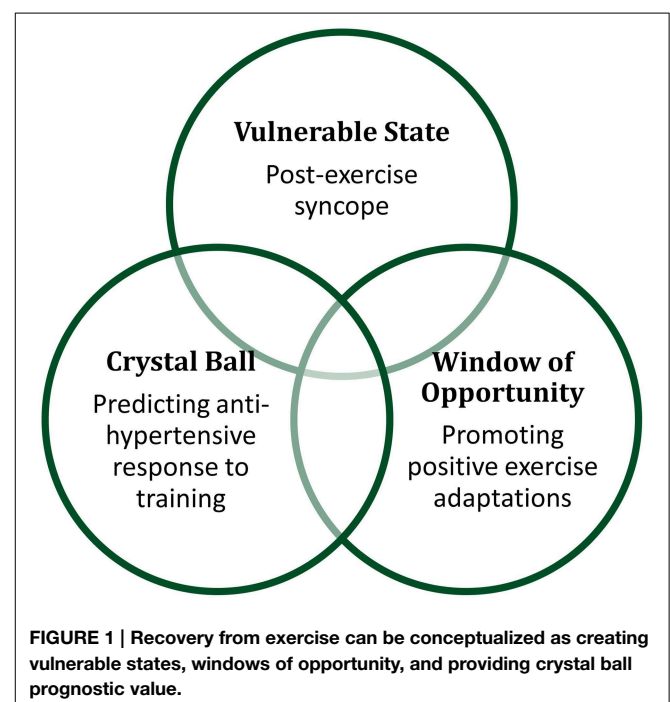 Vulnerable State
Post-exercise
syncope
Crystal Ball
Predicting anti-
hypertensive
response to
training
Window of
Opportunity
Promoting
positive exercise
adaptations
FIGURE 1 | Recovery from exercise can be conceptualized as creating
vulnerable states, windows of opportunity, and providing crystal ball
prognostic value.